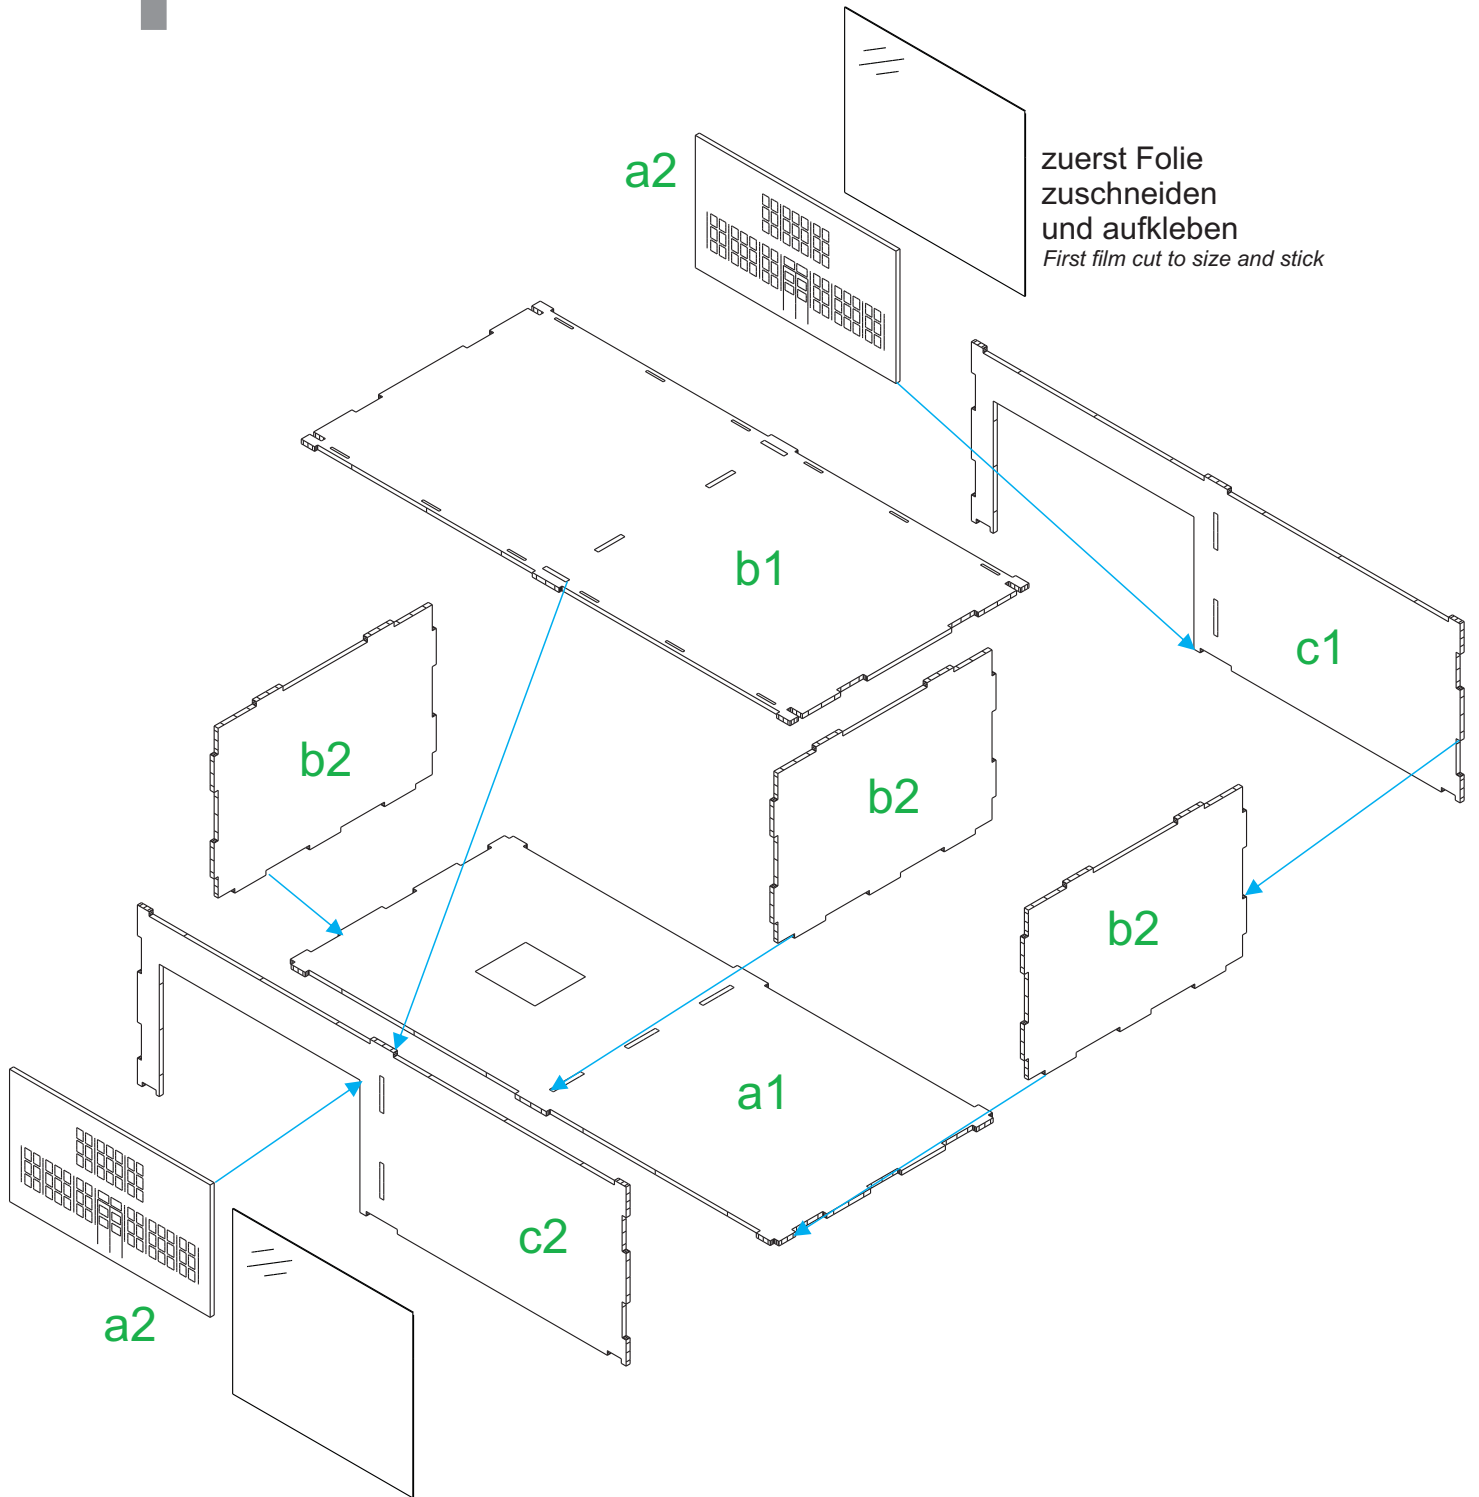 a2
zuerst Folie
zuschneiden
und aufkleben
First film cut to size and stick
b1
c1
b2
b2
b2
a1
c2
a2